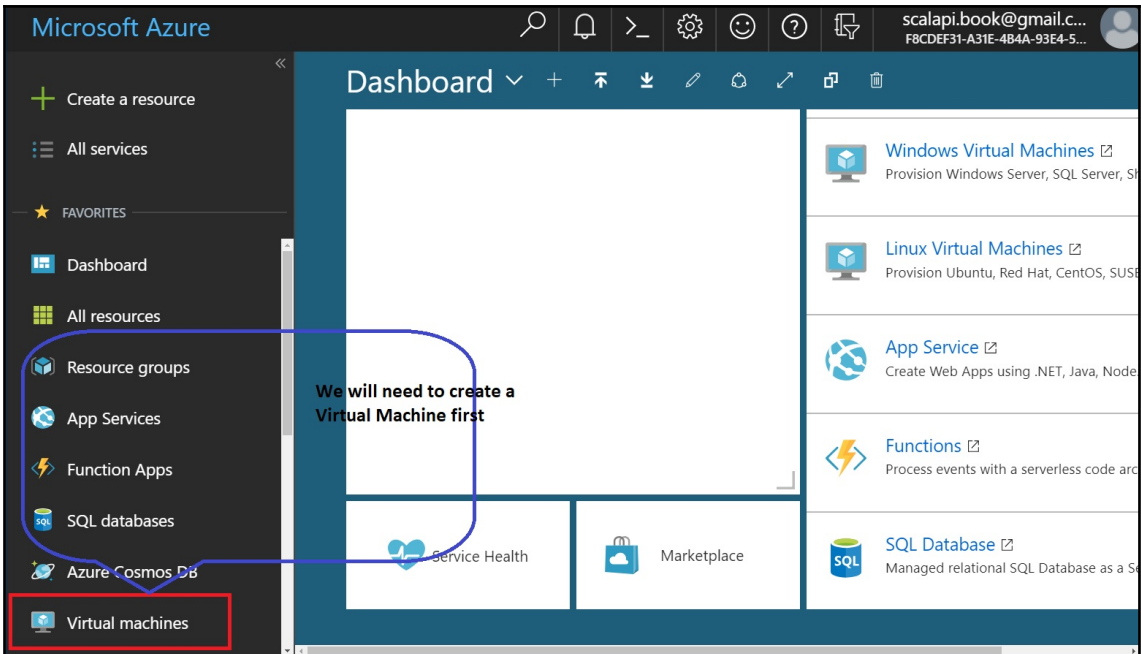 Microsoft Azure
scalapi.book@gmail.c...
F8CDEF31-A31E-4B4A-93E4-5...
Create a resource
All services
FAVORITES
Dashboard
All resources
Resource groups
App Services
Function Apps
SQL databases
Azure Cosmos DB
Virtual machines
Dashboard
We will need to create a
Virtual Machine first
Service Health
Marketplace
Windows Virtual Machines
Provision Windows Server, SQL Server,
Linux Virtual Machines
Provision Ubuntu, Red Hat, CentOS, SUSE
App Service
Create Web Apps using .NET, Java, Node
Functions
Process events with a serverless code arc
SQL
SQL Database
Managed relational SQL Database as a